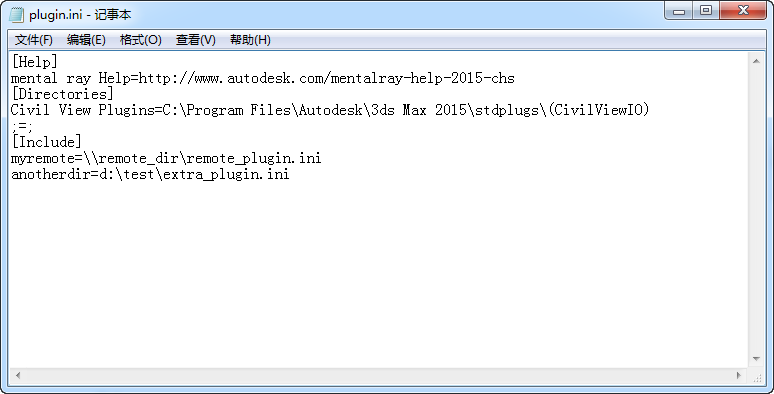 plugin.ini - 记事本
文件(F) 编辑(E) 格式(O) 查看(V) 帮助(H)
[Help]
mental ray Help=http://www.autodesk.com/mentalray-help-2015-chs
[Directories]
Civil View Plugins=C:\Program Files\Autodesk\3ds Max 2015\stdplugs\(CivilViewIO)
;=;
[Include]
myremote=\\remote_dir\remote_plugin.ini
anotherdir=d:\test\extra_plugin.ini